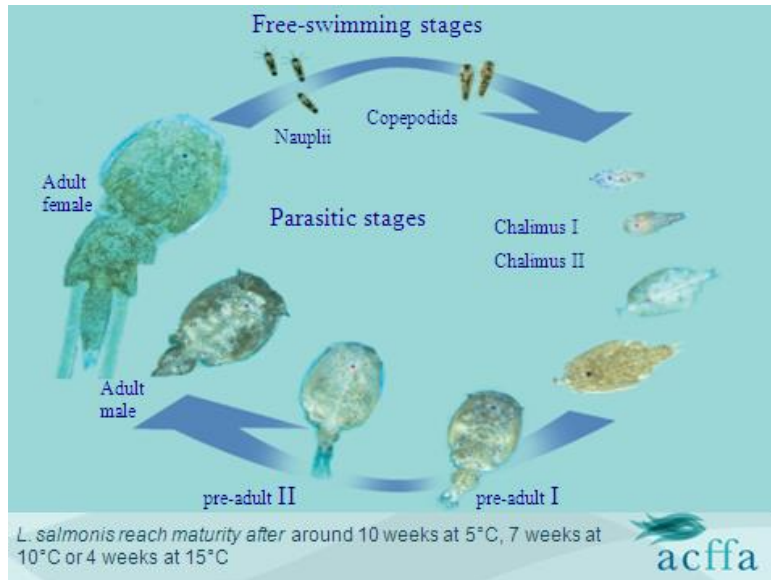 Free-swimming stages
Nauplii
Copepodids
Adult
female
Parasitic stages
Chalimus I
Chalimus II
Adult
male
pre-adult II
pre-adult I
L. salmonis reach maturity after around 10 weeks at 5°C, 7 weeks at
10°C or 4 weeks at 15°C
acffa